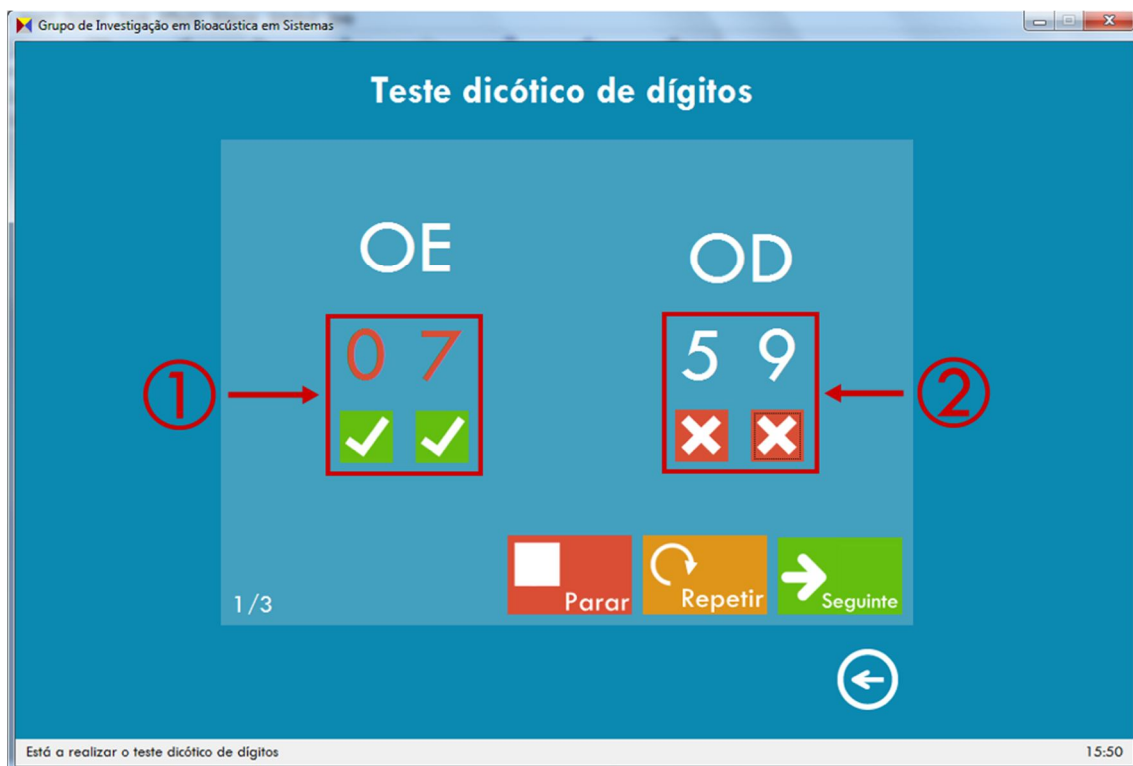 Grupo de Investigação em Bioacústica em Sistemas
Teste dicótico de dígitos
OE OD
0 7 5 9
① ②
1/3 Parar Repetir Seguinte
Está a realizar o teste dicótico de dígitos 15:50